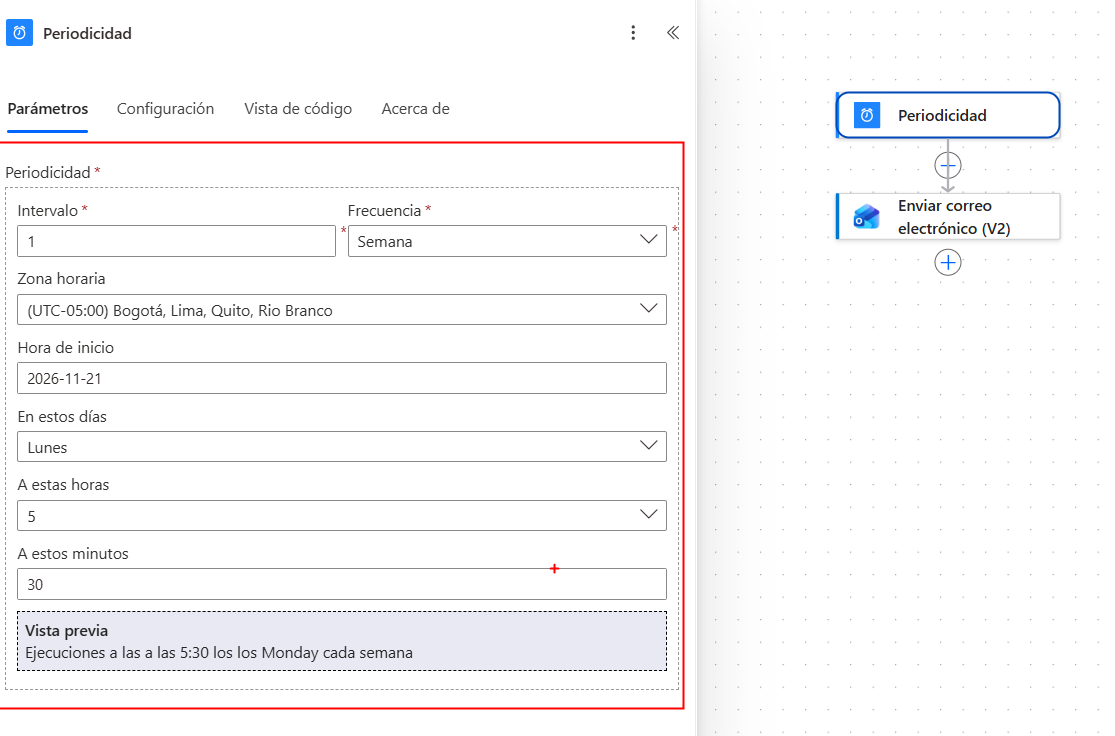 Periodicidad
Parámetros Configuración Vista de código Acerca de
Periodicidad *
Intervalo * Frecuencia *
1 * Semana *
Zona horaria
(UTC-05:00) Bogotá, Lima, Quito, Rio Branco
Hora de inicio
2026-11-21
En estos días
Lunes
A estas horas
5
A estos minutos
30
Vista previa
Ejecuciones a las a las 5:30 los los Monday cada semana
Periodicidad
Enviar correo
electrónico (V2)